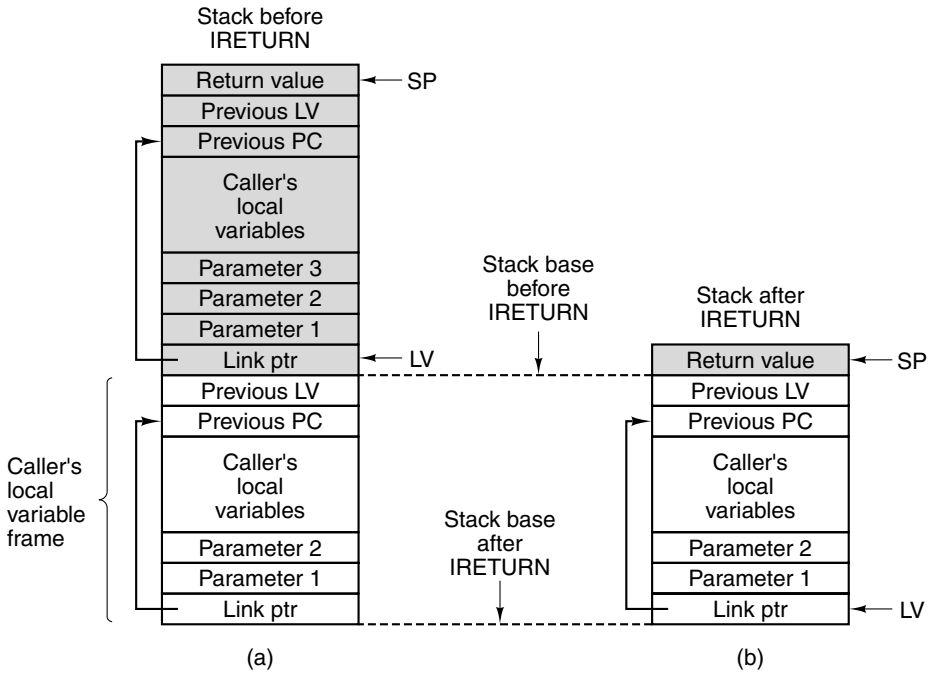 Stack before
IRETURN
Return value
SP
Previous LV
Previous PC
Caller's
local
variables
Parameter 3
Parameter 2
Parameter 1
Link ptr
LV
Stack base
before
IRETURN
Previous LV
Previous PC
Caller's
local
variables
Parameter 2
Parameter 1
Link ptr
Caller's
local
variable
frame
Stack base
after
IRETURN
(a)
Stack after
IRETURN
Return value
SP
Previous LV
Previous PC
Caller's
local
variables
Parameter 2
Parameter 1
Link ptr
LV
(b)